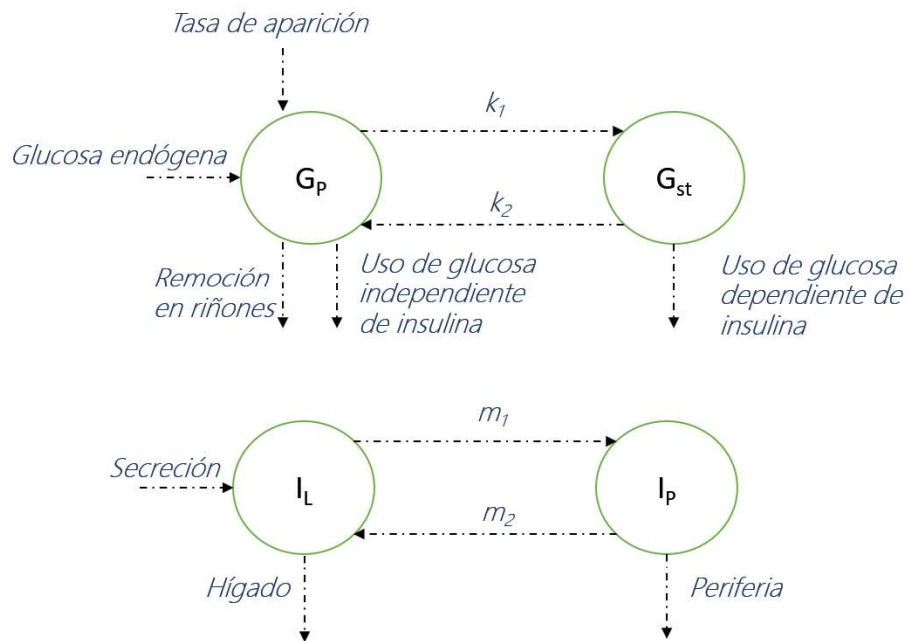 Tasa de aparición
k1
Glucosa endógena
GP
Gst
k2
Remoción
en riñones
Uso de glucosa
independiente
de insulina
Uso de glucosa
dependiente de
insulina
m1
Secreción
IL
IP
m2
Hígado
Periferia